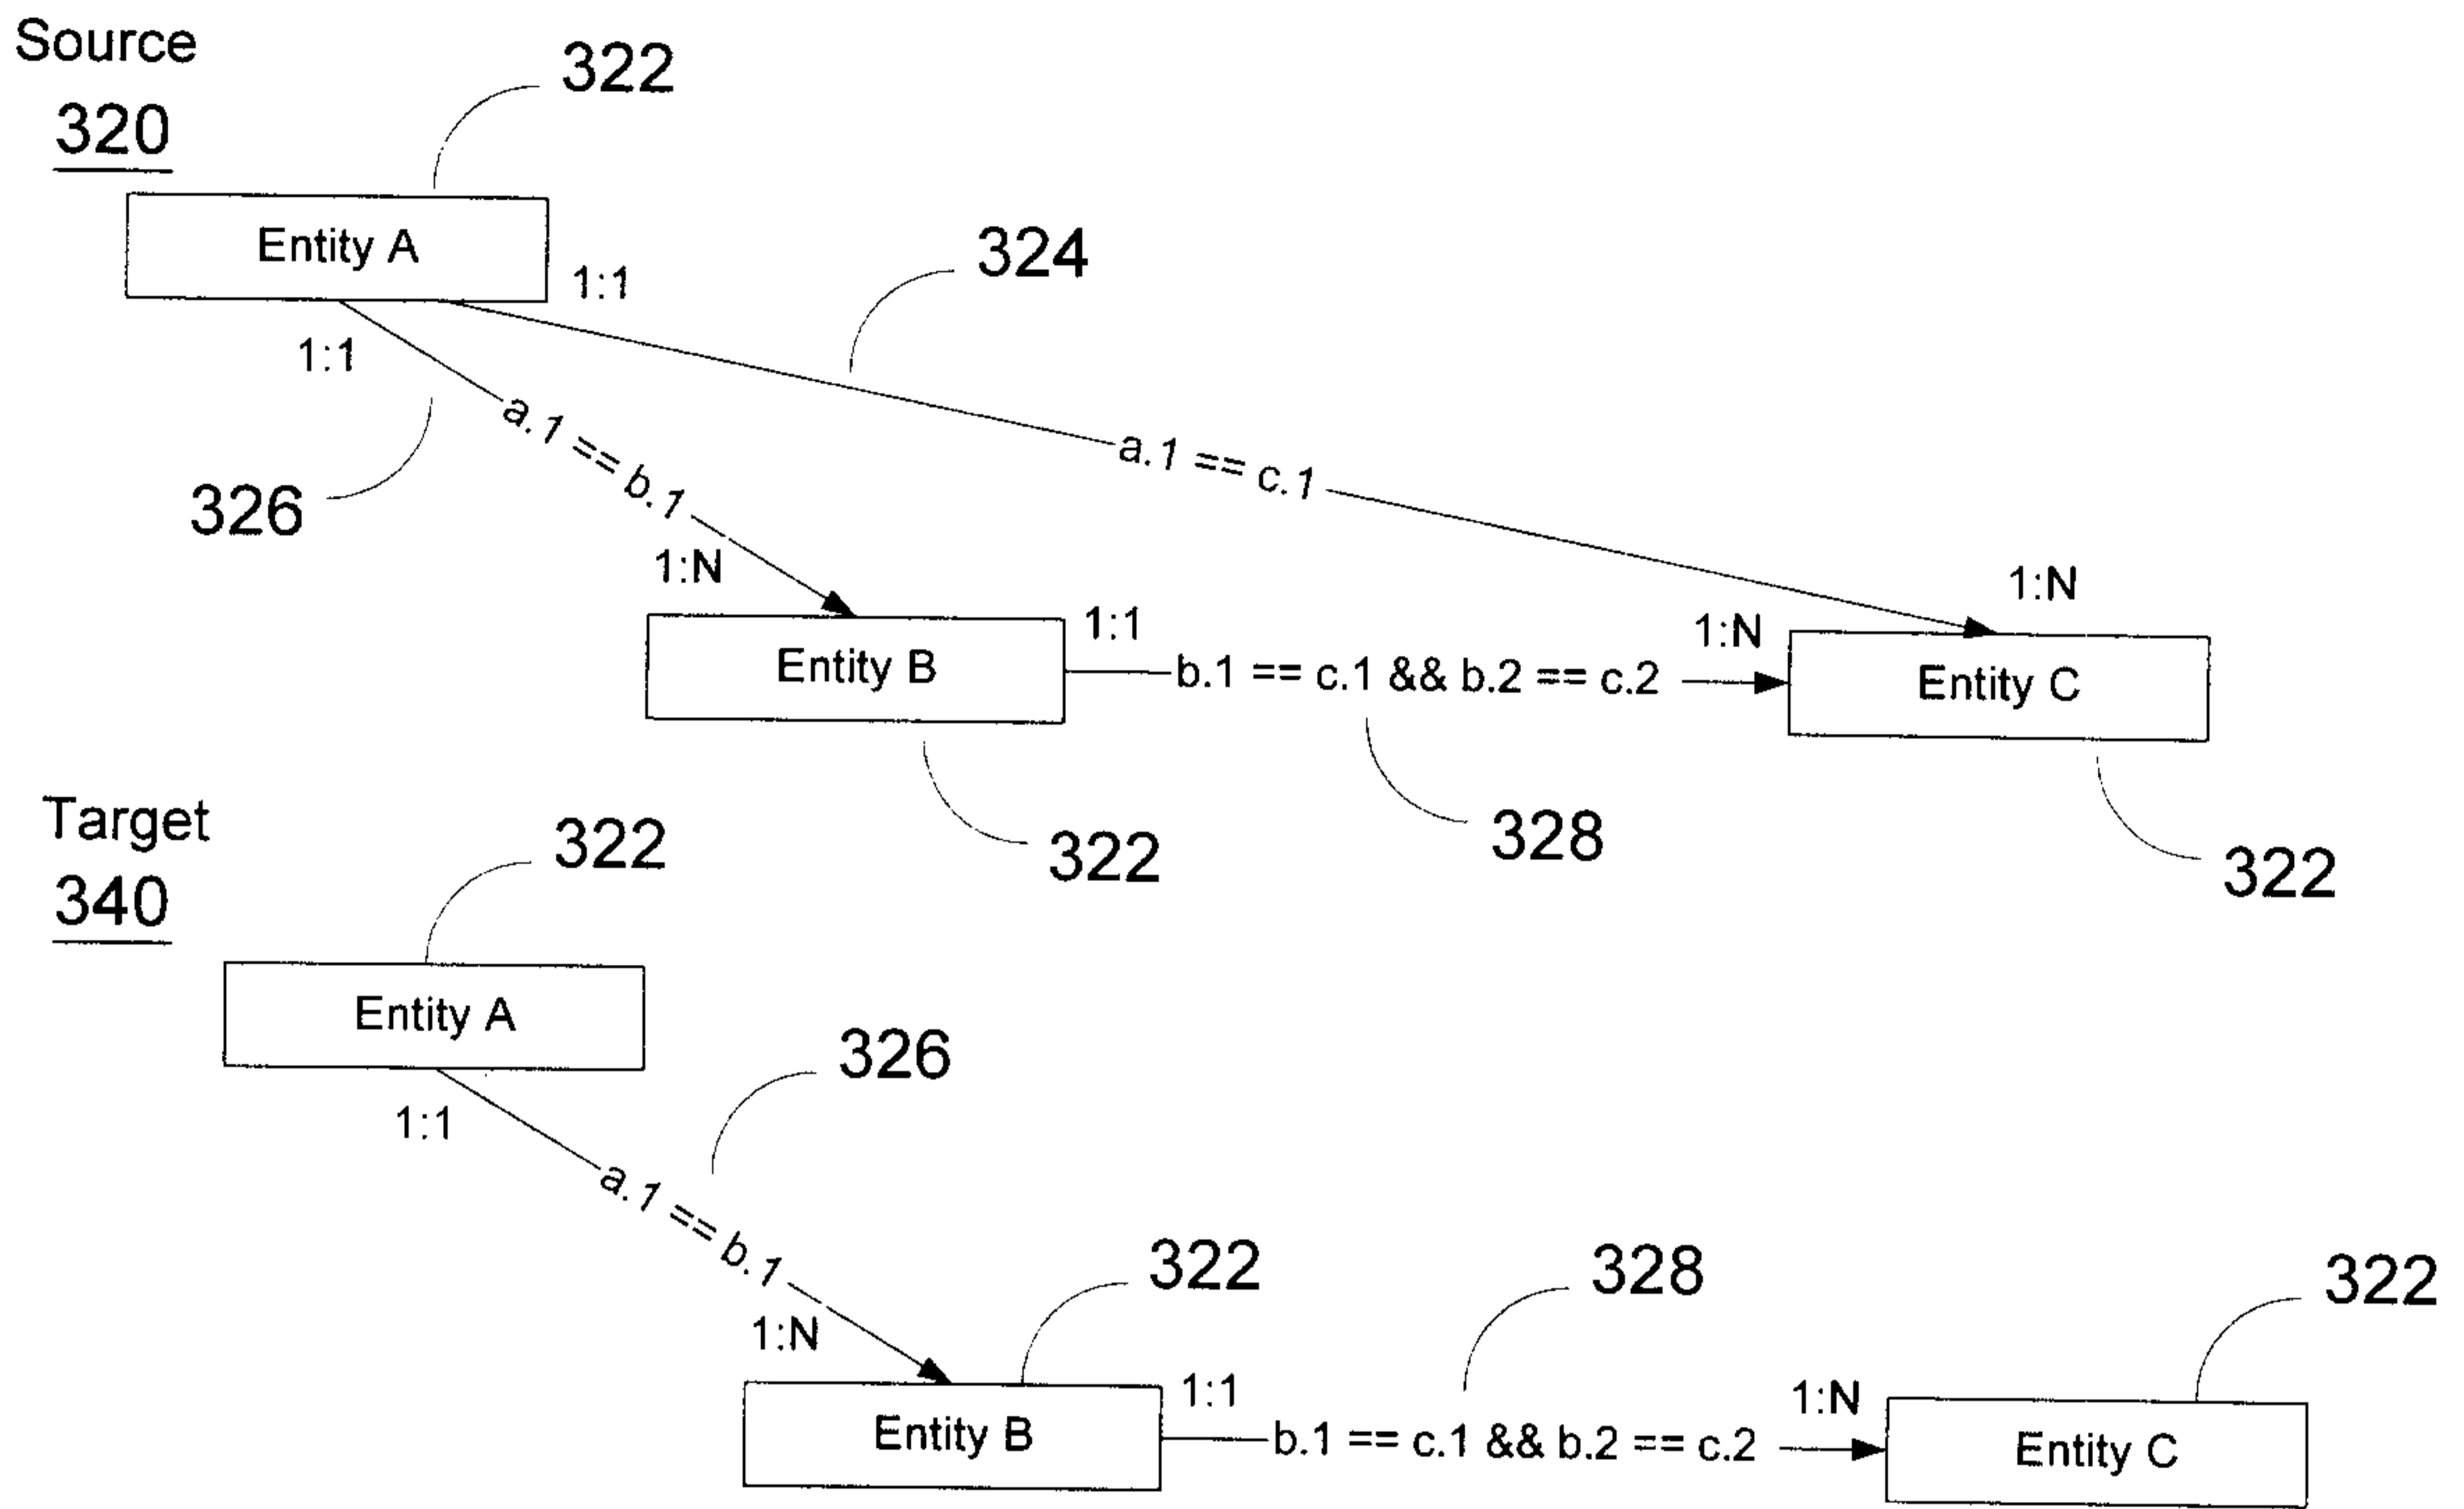 Source
322
320
Entity A
324
1:1
1:1
a.1 == b.1
a.1 == c.1
326
1:N
1:N
Entity B
1:1
b.1 == c.1 && b.2 == c.2
1:N
Entity C
322
328
322
Target
322
340
Entity A
326
1:1
a.1 == b.1
322
328
322
1:N
Entity B
1:1
b.1 == c.1 && b.2 == c.2
1:N
Entity C